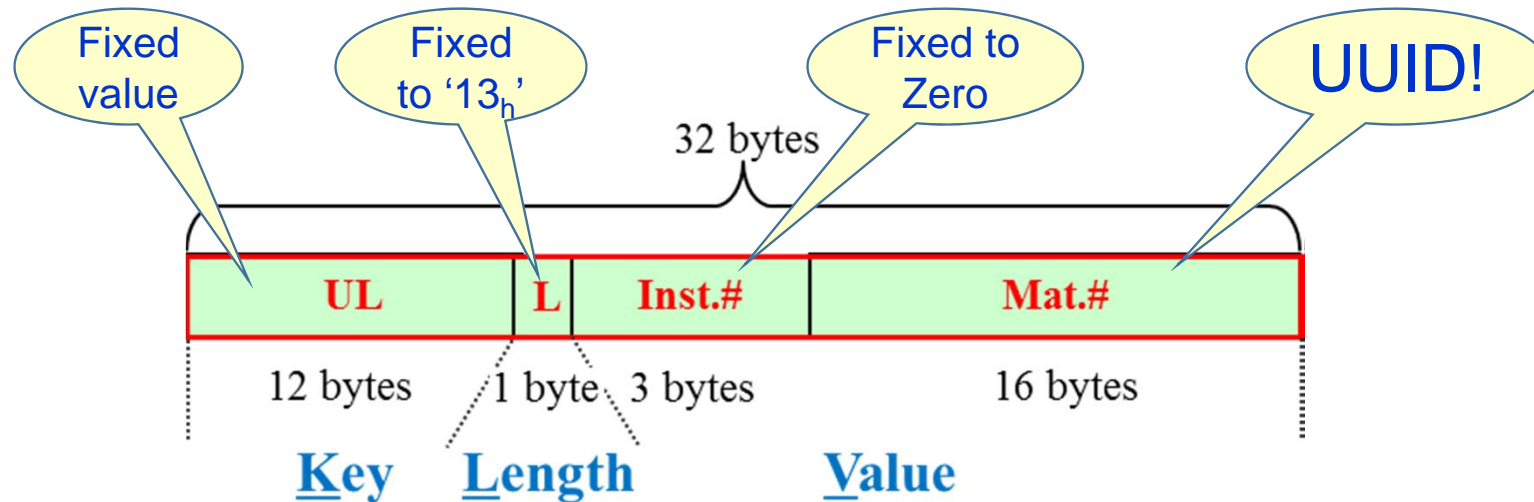 Fixed
value
Fixed
to ‘13h’
Fixed to
Zero
UUID!
32 bytes
UL
L
Inst.#
Mat.#
12 bytes
1 byte
3 bytes
16 bytes
Key
Length
Value